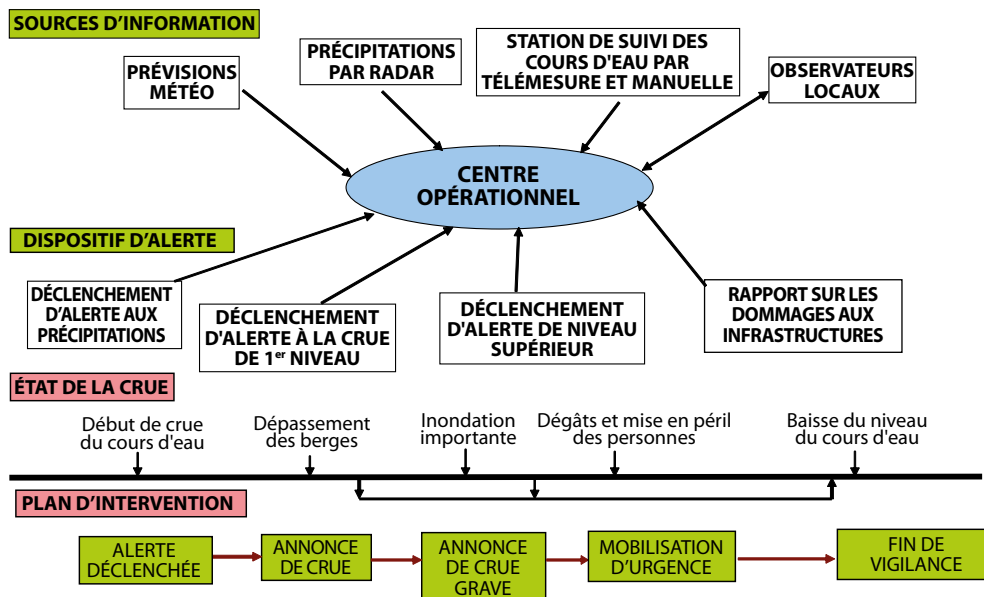 SOURCES D’INFORMATION
PRÉVISIONS
MÉTÉO
PRÉCIPITATIONS
PAR RADAR
STATION DE SUIVI DES
COURS D'EAU PAR
TÉLÉMESURE ET MANUELLE
OBSERVATEURS
LOCAUX
CENTRE
OPÉRATIONNEL
DISPOSITIF D’ALERTE
DÉCLENCHEMENT
D’ALERTE AUX
PRÉCIPITATIONS
DÉCLENCHEMENT
D'ALERTE À LA CRUE
DE 1er NIVEAU
DÉCLENCHEMENT
D'ALERTE DE NIVEAU
SUPÉRIEUR
RAPPORT SUR LES
DOMMAGES AUX
INFRASTRUCTURES
ÉTAT DE LA CRUE
Début de crue
du cours d'eau
Dépassement
des berges
Inondation
importante
Dégâts et mise en péril
des personnes
Baisse du niveau
du cours d'eau
PLAN D’INTERVENTION
ALERTE
DÉCLENCHÉE
ANNONCE
DE CRUE
ANNONCE
DE CRUE
GRAVE
MOBILISATION
D’URGENCE
FIN DE
VIGILANCE